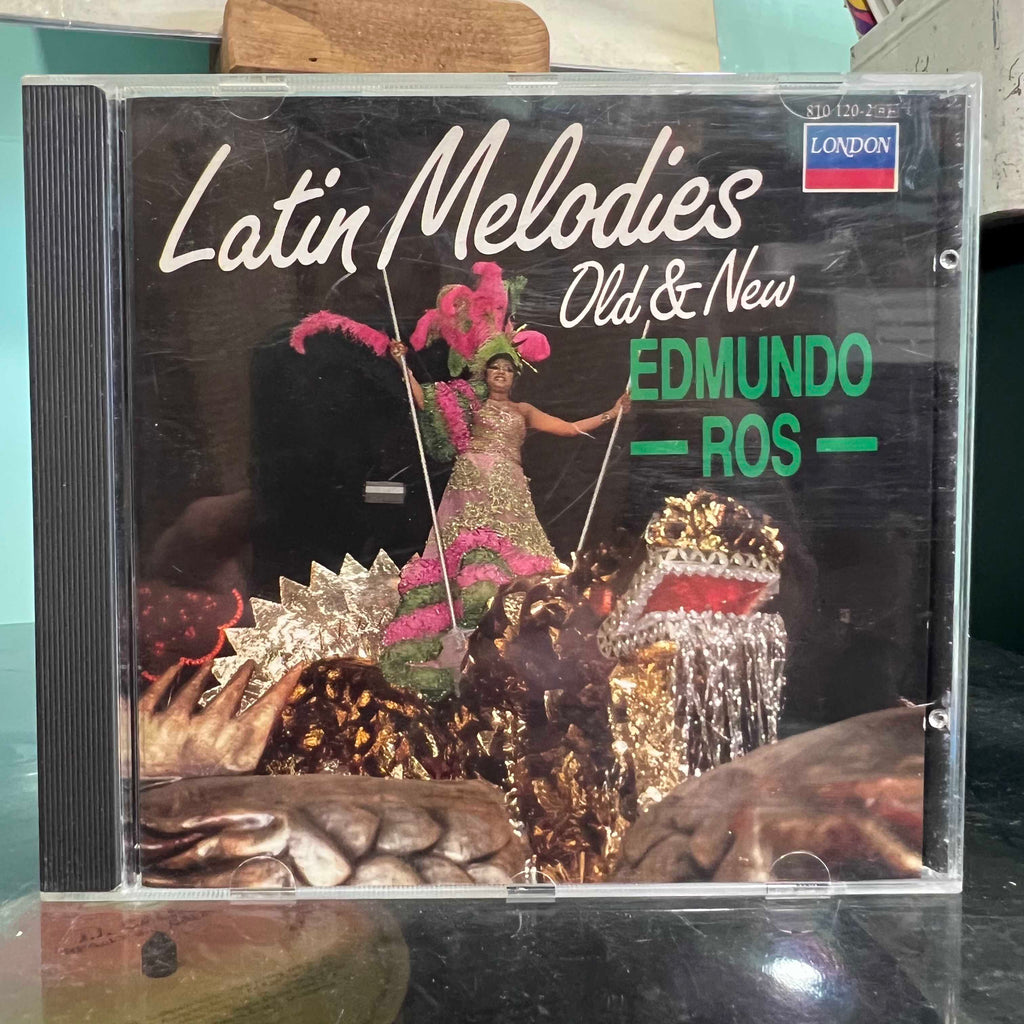 810 120-2
LONDON
Latin Melodies
Old & New
EDMUNDO
ROS